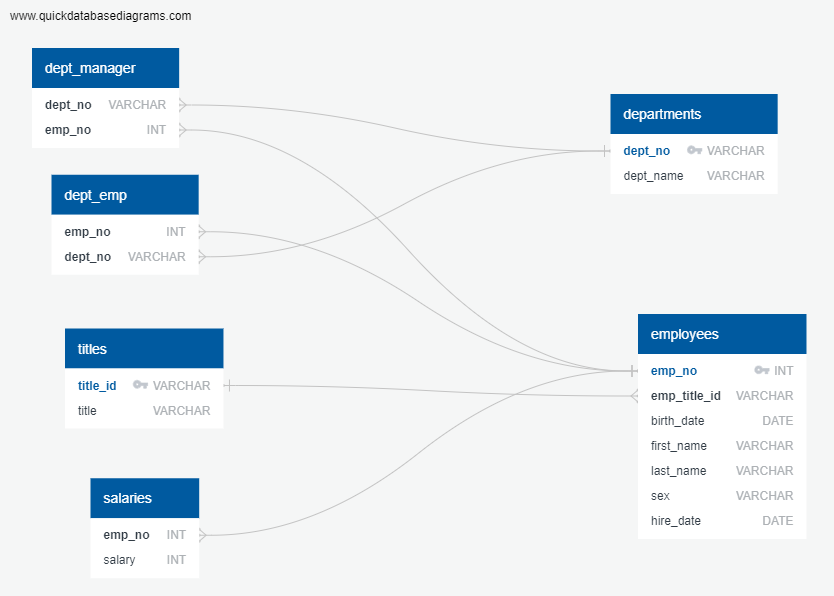 www.quickdatabasediagrams.com
dept_manager
dept_no VARCHAR
emp_no INT
departments
dept_no VARCHAR
dept_name VARCHAR
dept_emp
emp_no INT
dept_no VARCHAR
titles
title_id VARCHAR
title VARCHAR
employees
emp_no INT
emp_title_id VARCHAR
birth_date DATE
first_name VARCHAR
last_name VARCHAR
sex VARCHAR
hire_date DATE
salaries
emp_no INT
salary INT